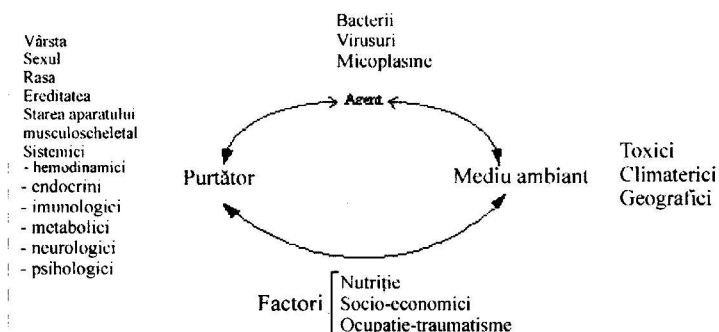 Bacterii
Virusuri
Micoplasme
Vârsta
Sexul
Rasa
Ereditatea
Starea aparatului
musculoscheletal
Sistemici
- hemodinamici
- endocrini
- imunologici
- metabolici
- neurologici
- psihologici
Agent
Purtător
Mediu ambiant
Toxici
Climaterici
Geografici
Factori
Nutriție
Socio-economici
Ocupație-traumatisme